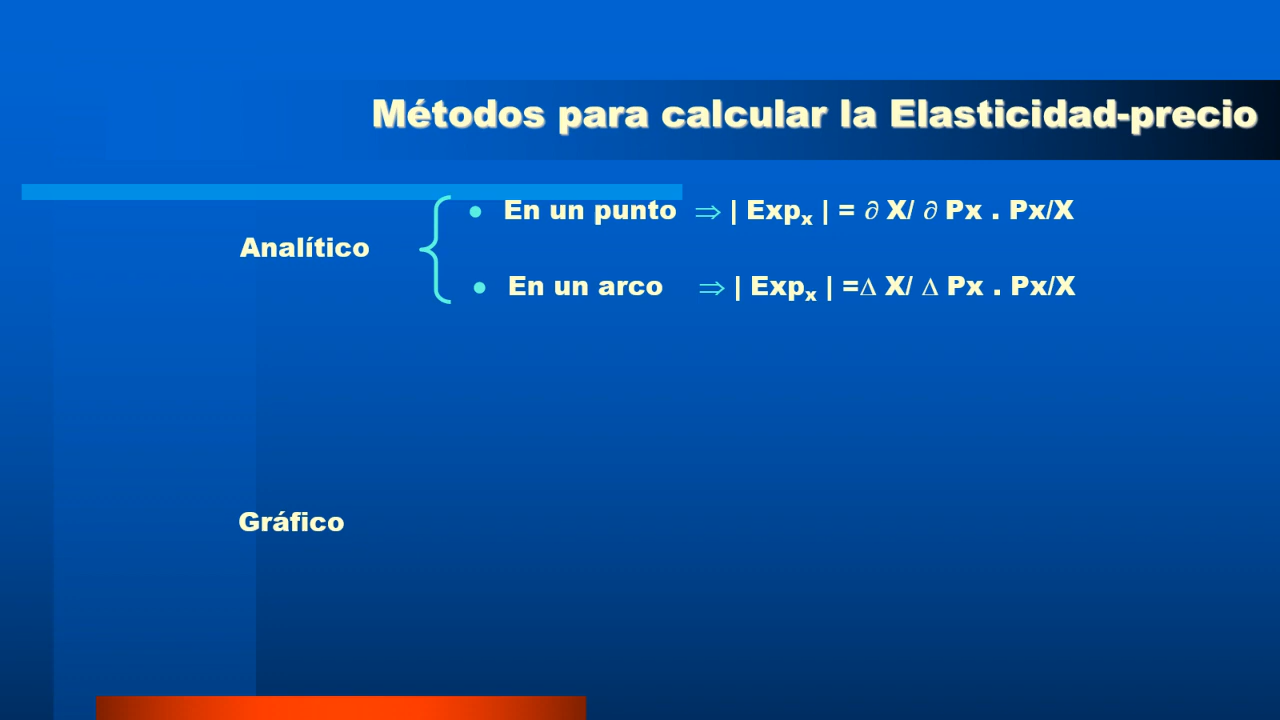 Métodos para calcular la Elasticidad-precio
• En un punto ⇒ | Expₓ | = ∂ X/ ∂ Px . Px/X
Analítico
• En un arco ⇒ | Expₓ | =Δ X/ Δ Px . Px/X
Gráfico